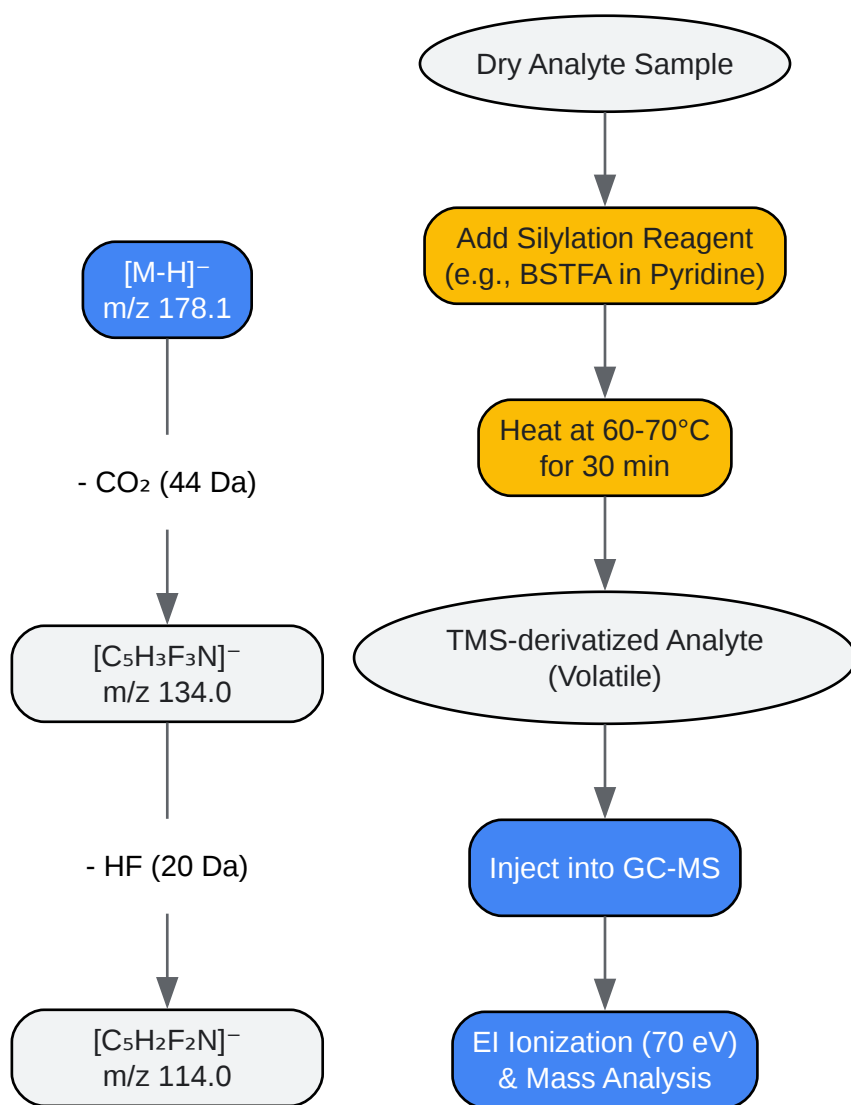 Dry Analyte Sample
Add Silylation Reagent
(e.g., BSTFA in Pyridine)
Heat at 60-70°C
for 30 min
TMS-derivatized Analyte
(Volatile)
Inject into GC-MS
EI Ionization (70 eV)
& Mass Analysis
[M-H]⁻
m/z 178.1
- CO₂ (44 Da)
[C₅H₃F₃N]⁻
m/z 134.0
- HF (20 Da)
[C₅H₂F₂N]⁻
m/z 114.0